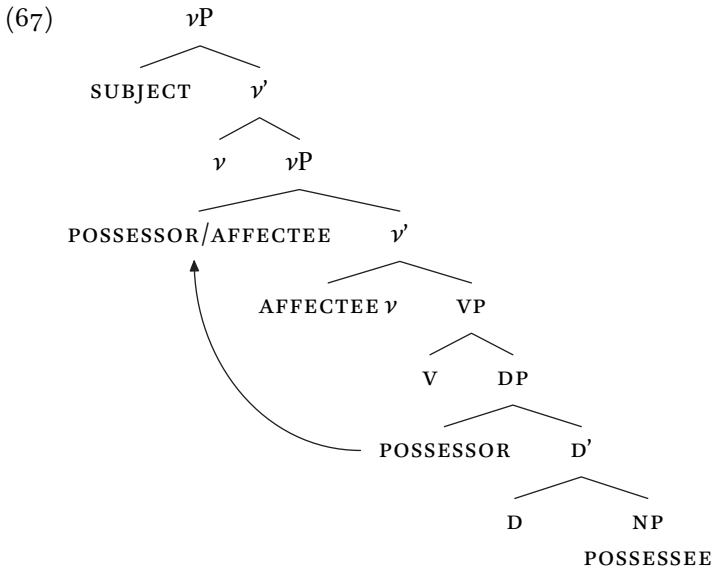 (67) νP
SUBJECT ν'
ν νP
POSSESSOR/AFFECTEE ν'
AFFECTEE ν VP
V DP
POSSESSOR D'
D NP
POSSESSEE